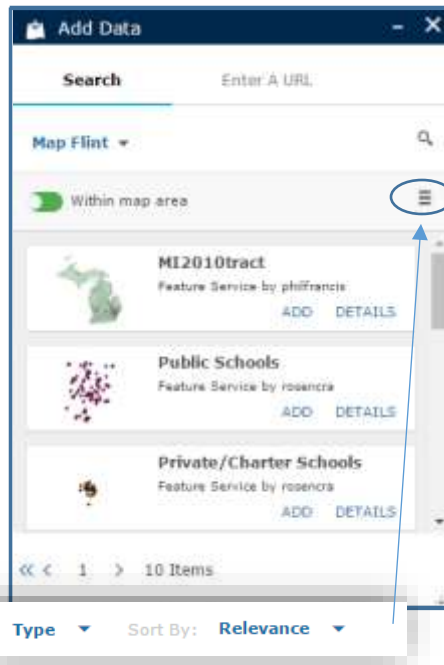 Add Data
Search Enter A URL
Map Flint
Within map area
MI2010tract
Feature Service by philfrancis
ADD DETAILS
Public Schools
Feature Service by rosencra
ADD DETAILS
Private/Charter Schools
Feature Service by rosencra
ADD DETAILS
« < 1 > 10 Items
Type Sort By: Relevance